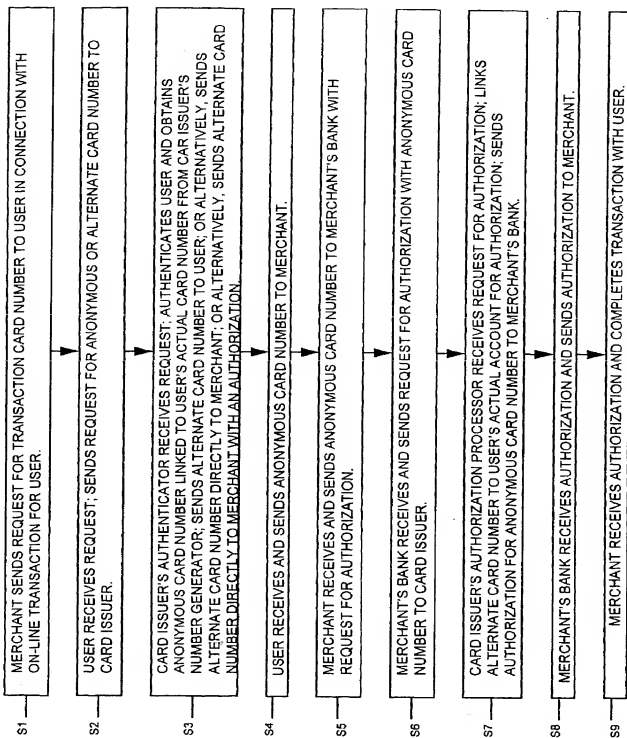 S1
MERCHANT SENDS REQUEST FOR TRANSACTION CARD NUMBER TO USER IN CONNECTION WITH
ON-LINE TRANSACTION FOR USER.
S2
USER RECEIVES REQUEST; SENDS REQUEST FOR ANONYMOUS OR ALTERNATE CARD NUMBER TO
CARD ISSUER.
S3
CARD ISSUER'S AUTHENTICATOR RECEIVES REQUEST; AUTHENTICATES USER AND OBTAINS
ANONYMOUS CARD NUMBER LINKED TO USER'S ACTUAL CARD NUMBER FROM CAR ISSUER'S
NUMBER GENERATOR; SENDS ALTERNATE CARD NUMBER TO USER; OR ALTERNATIVELY, SENDS
ALTERNATE CARD NUMBER DIRECTLY TO MERCHANT; OR ALTERNATIVELY, SENDS ALTERNATE CARD
NUMBER DIRECTLY TO MERCHANT WITH AN AUTHORIZATION.
S4
USER RECEIVES AND SENDS ANONYMOUS CARD NUMBER TO MERCHANT.
S5
MERCHANT RECEIVES AND SENDS ANONYMOUS CARD NUMBER TO MERCHANT'S BANK WITH
REQUEST FOR AUTHORIZATION.
S6
MERCHANT'S BANK RECEIVES AND SENDS REQUEST FOR AUTHORIZATION WITH ANONYMOUS CARD
NUMBER TO CARD ISSUER.
S7
CARD ISSUER'S AUTHORIZATION PROCESSOR RECEIVES REQUEST FOR AUTHORIZATION; LINKS
ALTERNATE CARD NUMBER TO USER'S ACTUAL ACCOUNT FOR AUTHORIZATION; SENDS
AUTHORIZATION FOR ANONYMOUS CARD NUMBER TO MERCHANT'S BANK.
S8
MERCHANT'S BANK RECEIVES AUTHORIZATION AND SENDS AUTHORIZATION TO MERCHANT.
S9
MERCHANT RECEIVES AUTHORIZATION AND COMPLETES TRANSACTION WITH USER.